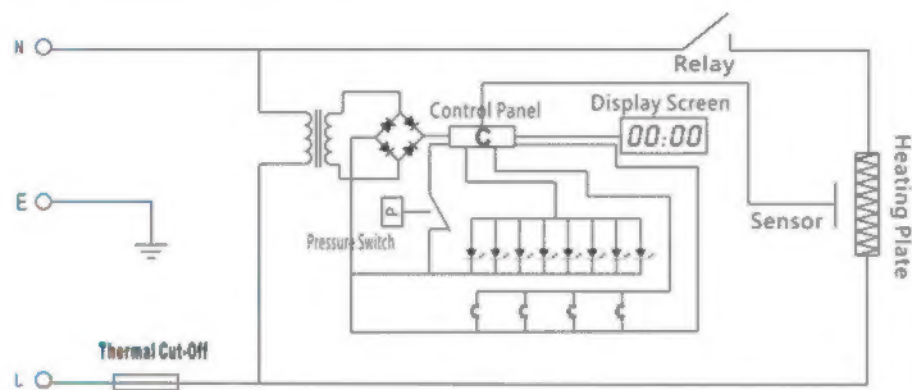 N
Relay
Control Panel
Display Screen
00:00
Heating Plate
E
P
Sensor
Pressure Switch
Thermal Cut-Off
L